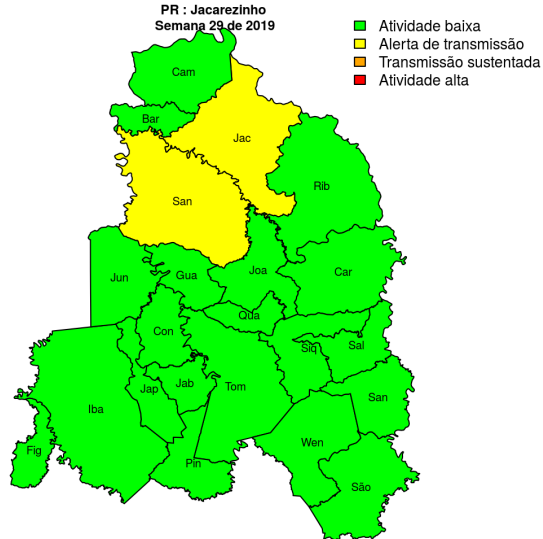 PR : Jacarezinho
Semana 29 de 2019
Atividade baixa
Alerta de transmissão
Transmissão sustentada
Atividade alta
Cam
Bar
Jac
Rib
San
Jun
Gua
Joa
Car
Qua
Con
Siq
Sal
Jap
Jab
Tom
San
Iba
Wen
Fig
Pin
São